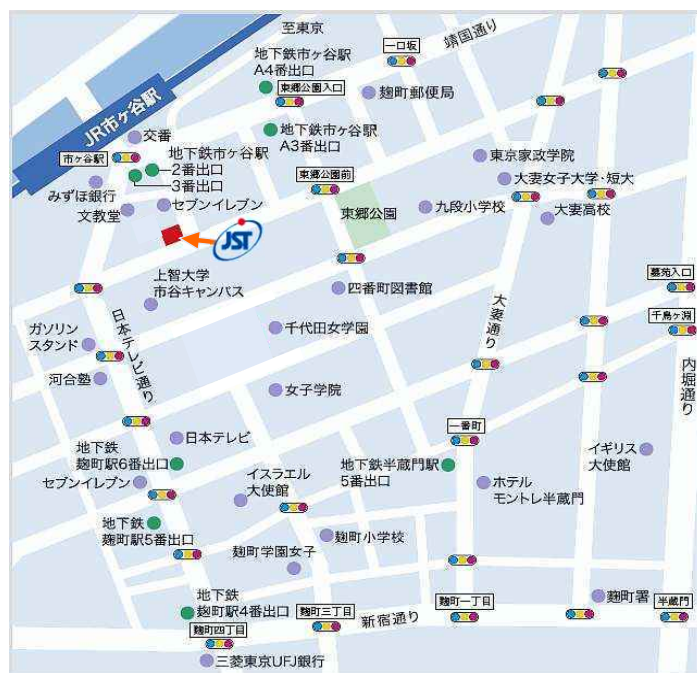 至東京
靖国通り
一口坂
地下鉄市ヶ谷駅
A4番出口
東郷公園入口
麹町郵便局
JR市ヶ谷駅
交番
地下鉄市ヶ谷駅
A3番出口
市ヶ谷駅
地下鉄市ヶ谷駅
2番出口
3番出口
東京家政学院
東郷公園前
大妻女子大学・短大
みずほ銀行
セブンイレブン
文教堂
東郷公園
九段小学校
大妻高校
JST
上智大学
市谷キャンパス
四番町図書館
墓苑入口
大妻通り
千鳥ヶ淵
日本テレビ通り
ガソリン
スタンド
千代田女学園
内堀通り
河合塾
女子学院
日本テレビ
一番町
地下鉄
麹町駅6番出口
地下鉄半蔵門駅
5番出口
イギリス
大使館
セブンイレブン
イスラエル
大使館
ホテル
モントレ半蔵門
地下鉄
麹町駅5番出口
麹町小学校
麹町学園女子
地下鉄
麹町駅4番出口
麹町署
麹町四丁目
麹町三丁目
新宿通り
麹町一丁目
半蔵門
三菱東京UFJ銀行